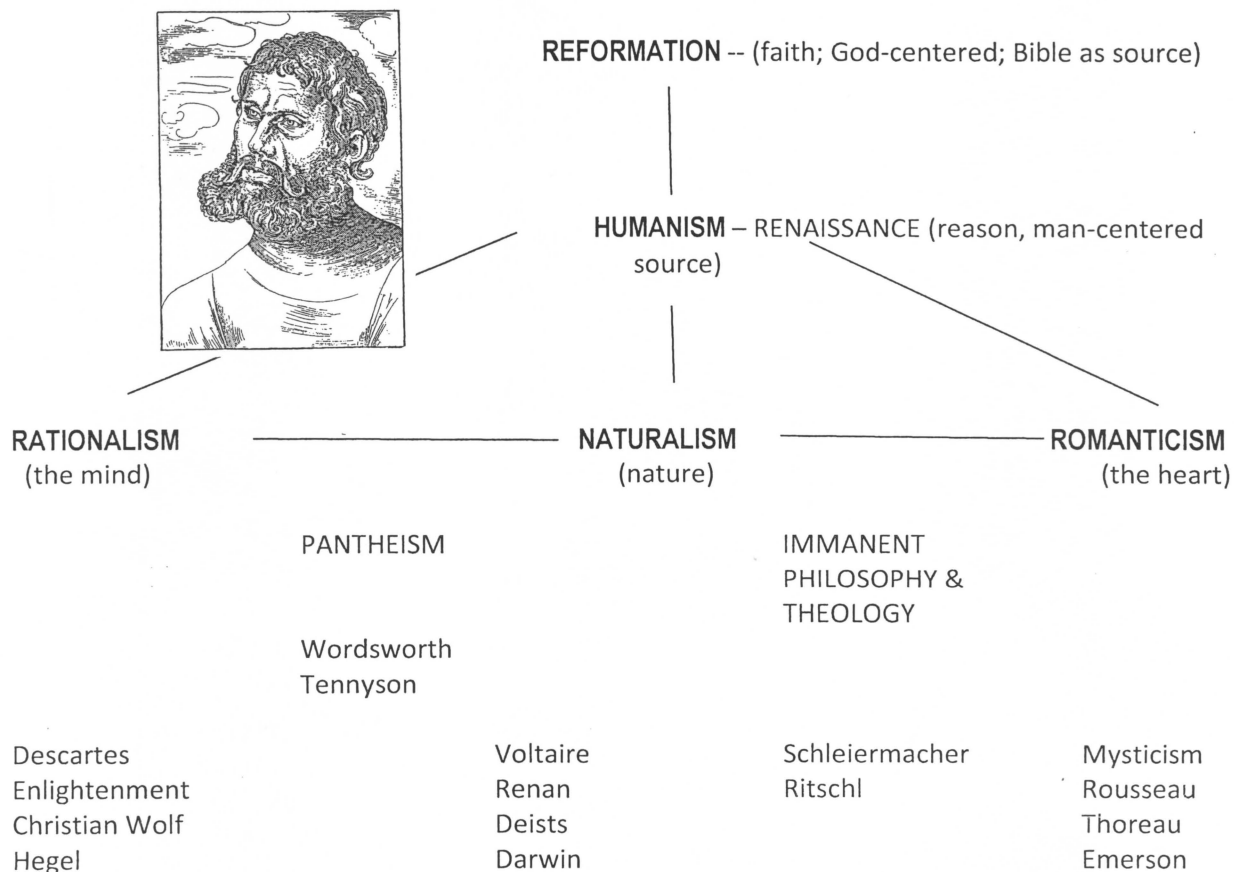 REFORMATION -- (faith; God-centered; Bible as source)
HUMANISM – RENAISSANCE (reason, man-centered
source)
RATIONALISM
(the mind)
NATURALISM
(nature)
ROMANTICISM
(the heart)
PANTHEISM
IMMANENT
PHILOSOPHY &
THEOLOGY
Wordsworth
Tennyson
Descartes
Enlightenment
Christian Wolf
Hegel
Voltaire
Renan
Deists
Darwin
Schleiermacher
Ritschl
Mysticism
Rousseau
Thoreau
Emerson